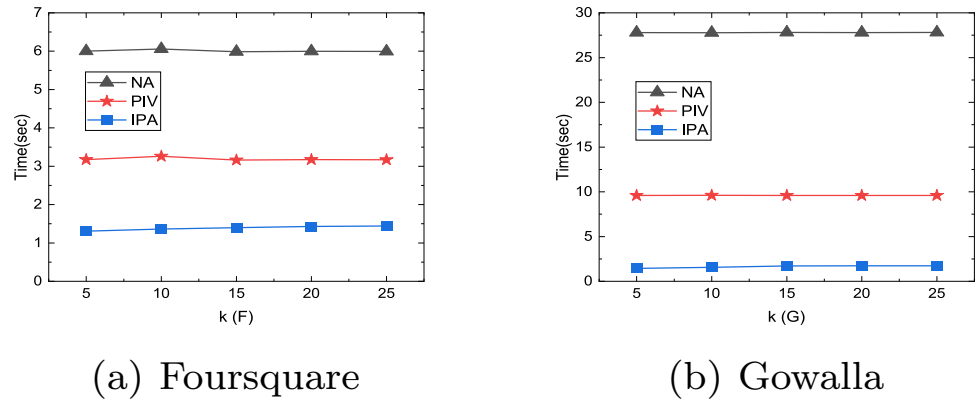 7
6
5
4
3
2
1
0
Time(sec)
NA
PIV
IPA
5 10 15 20 25
k (F)
(a) Foursquare
30
25
20
15
10
5
0
Time(sec)
NA
PIV
IPA
5 10 15 20 25
k (G)
(b) Gowalla